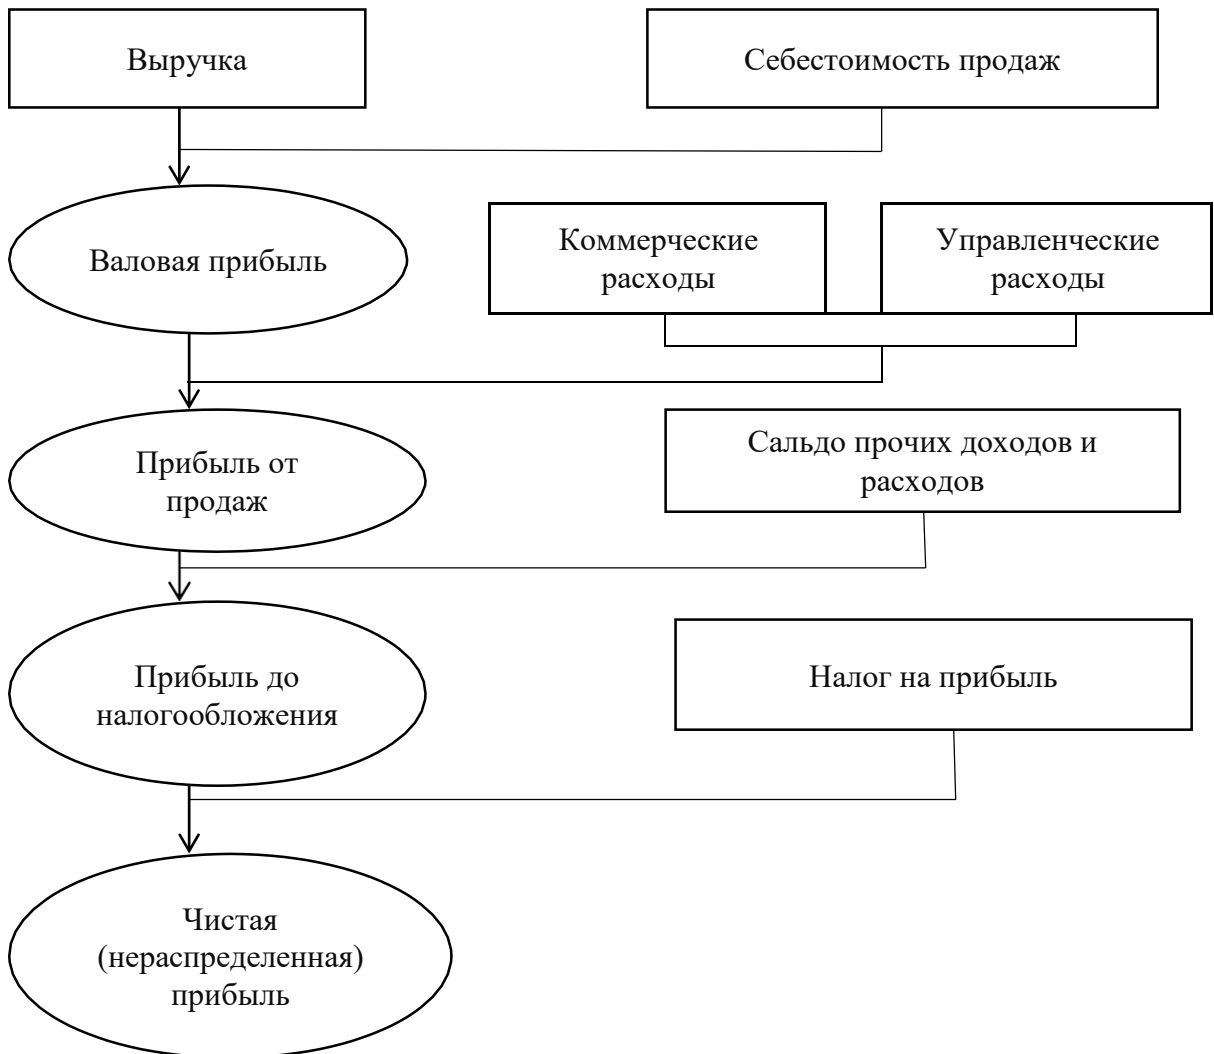 Выручка
Себестоимость продаж
Валовая прибыль
Коммерческие
расходы
Управленческие
расходы
Прибыль от
продаж
Сальдо прочих доходов и
расходов
Прибыль до
налогообложения
Налог на прибыль
Чистая
(нераспределенная)
прибыль